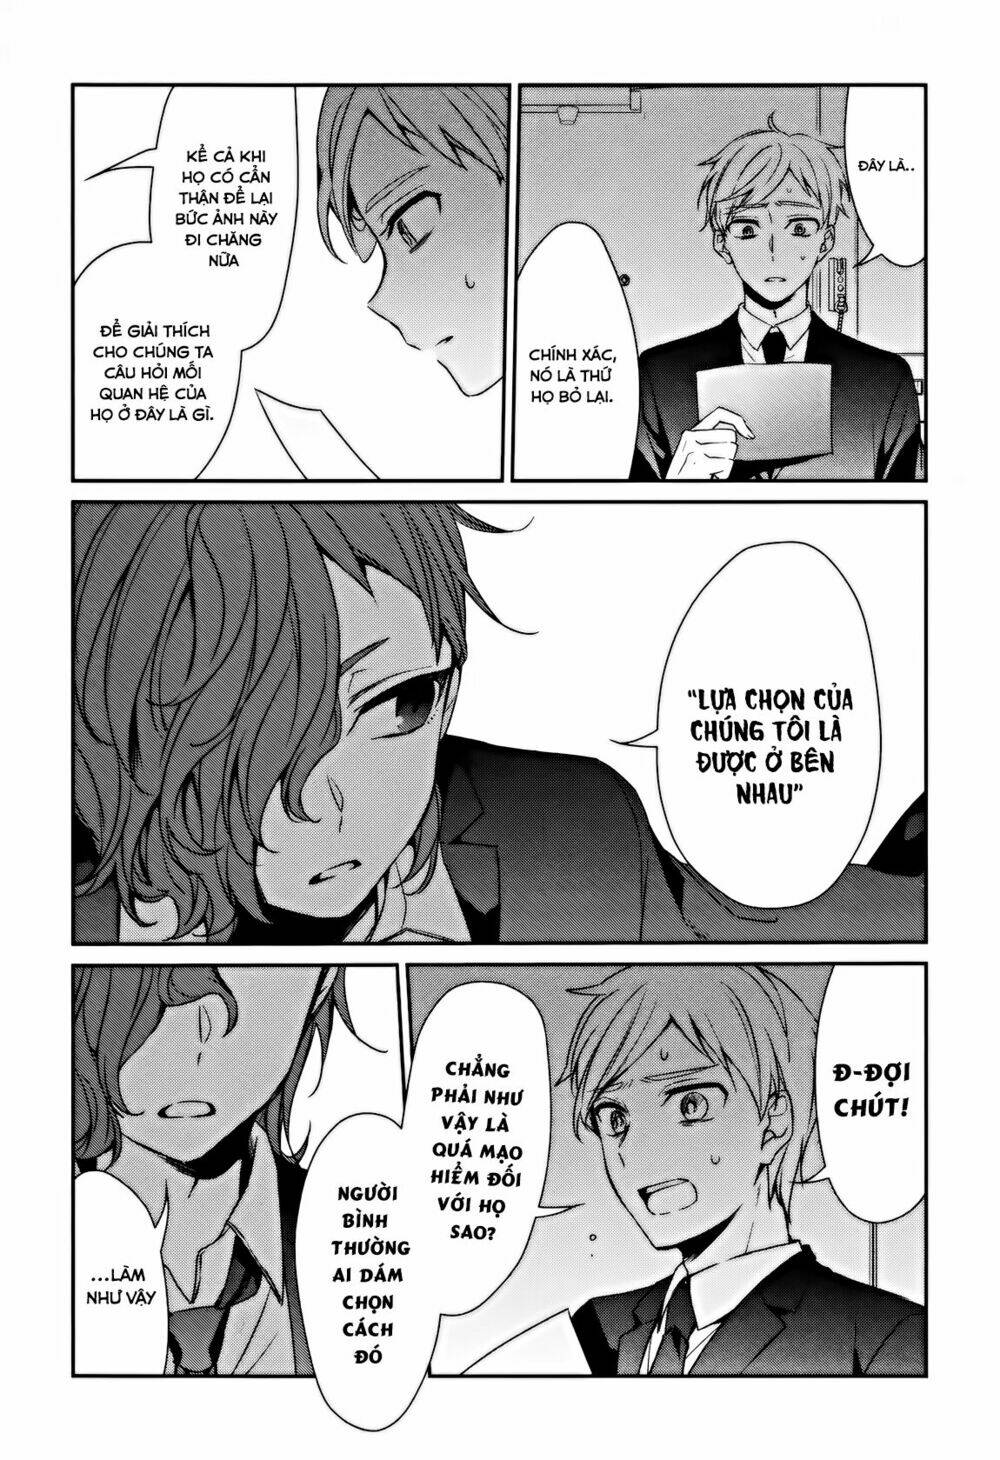 ĐÂY LÀ..
CHÍNH XÁC,
NÓ LÀ THỨ
HỌ BỎ LẠI.
KỂ CẢ KHI
HỌ CÓ CẨN
THẬN ĐỂ LẠI
BỨC ẢNH NÀY
ĐI CHĂNG
NỮA
ĐỂ GIẢI THÍCH
CHO CHÚNG TA
CÂU HỎI MỐI
QUAN HỆ CỦA
HỌ Ở ĐÂY LÀ GÌ.
"LỰA CHỌN CỦA
CHÚNG TÔI LÀ
ĐƯỢC Ở BÊN
NHAU"
Đ-ĐỢI
CHÚT!
CHẲNG
PHẢI NHƯ
VẬY LÀ
QUÁ MẠO
HIỂM ĐỐI
VỚI HỌ
SAO?
NGƯỜI
BÌNH
THƯỜNG
AI DÁM
CHỌN
CÁCH
ĐÓ
...LÀM
NHƯ VẬY